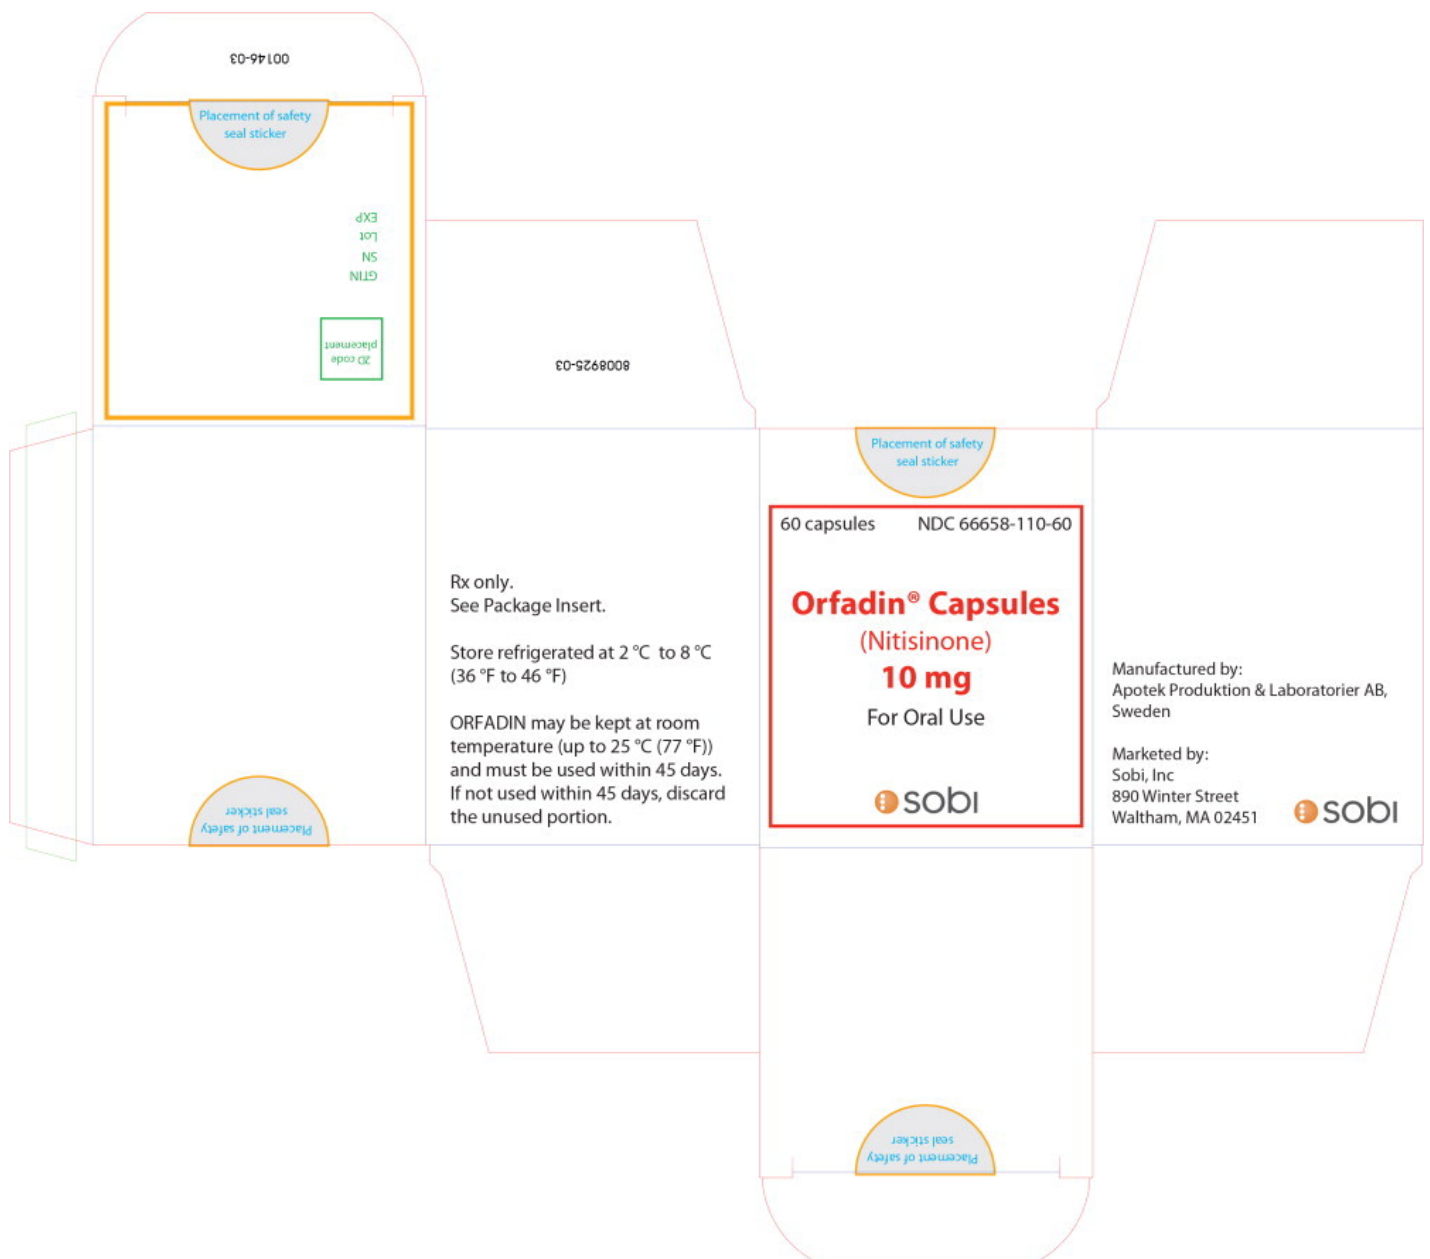 00146-03
Placement of safety
seal sticker
EXP
Lot
SN
GTIN
2D code
placement
8008925-03
Placement of safety
seal sticker
Rx only.
See Package Insert.
Store refrigerated at 2 °C to 8 °C
(36 °F to 46 °F)
ORFADIN may be kept at room
temperature (up to 25 °C (77 °F))
and must be used within 45 days.
If not used within 45 days, discard
the unused portion.
Placement of safety
seal sticker
60 capsules NDC 66658-110-60
Orfadin® Capsules
(Nitisinone)
10 mg
For Oral Use
sobi
Manufactured by:
Apotek Produktion & Laboratorier AB,
Sweden
Marketed by:
Sobi, Inc
890 Winter Street
Waltham, MA 02451
sobi
Placement of safety
seal sticker